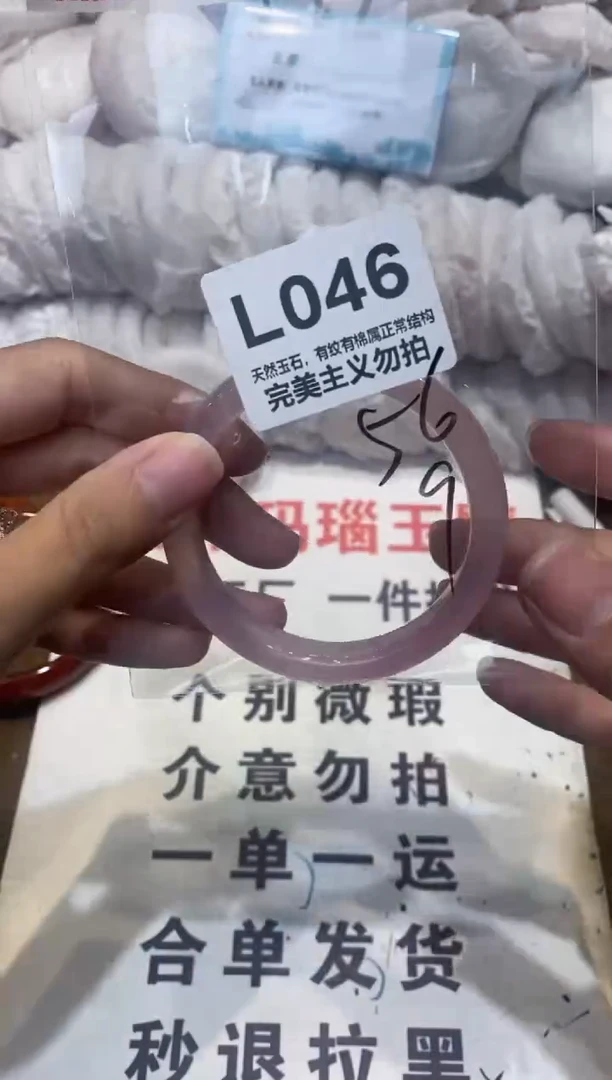 L046
天然玉石，有纹有棉属正常结构
完美主义勿拍
56
9
玛瑙玉
一件
个别微瑕
介意勿拍
一单一运
合单发货
秒退拉黑